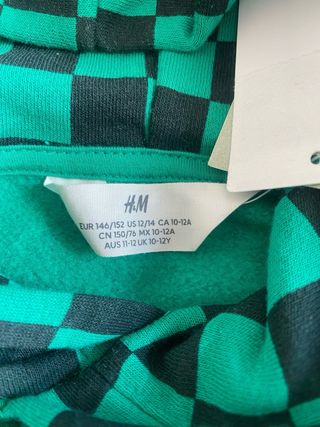 H&M
EUR 146/152 US 12/14 CA 10-12A
CN 150/76 MX 10-12A
AUS 11-12 UK 10-12Y